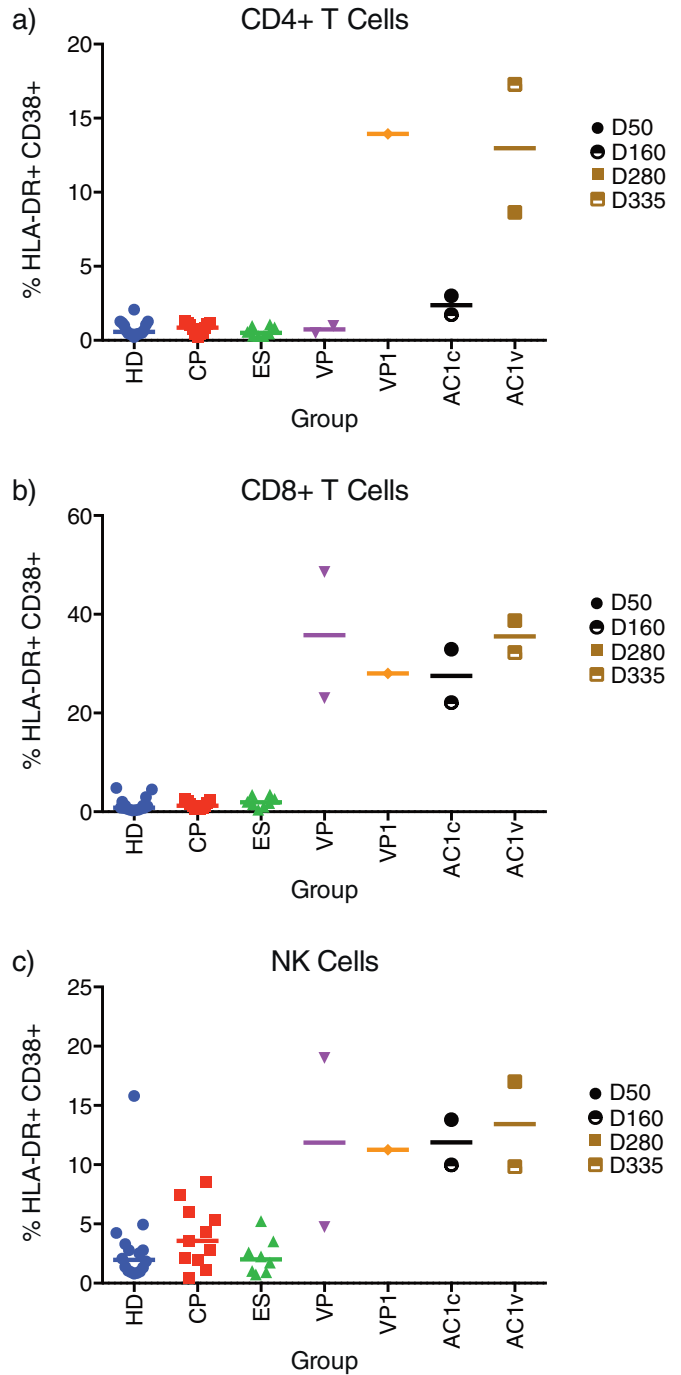 a) CD4+ T Cells
% HLA-DR+ CD38+
20
15
10
5
0
HD
CP
ES
VP
VP1
AC1c
AC1v
Group
D50
D160
D280
D335
b) CD8+ T Cells
% HLA-DR+ CD38+
60
40
20
0
HD
CP
ES
VP
VP1
AC1c
AC1v
Group
D50
D160
D280
D335
c) NK Cells
% HLA-DR+ CD38+
25
20
15
10
5
0
HD
CP
ES
VP
VP1
AC1c
AC1v
Group
D50
D160
D280
D335